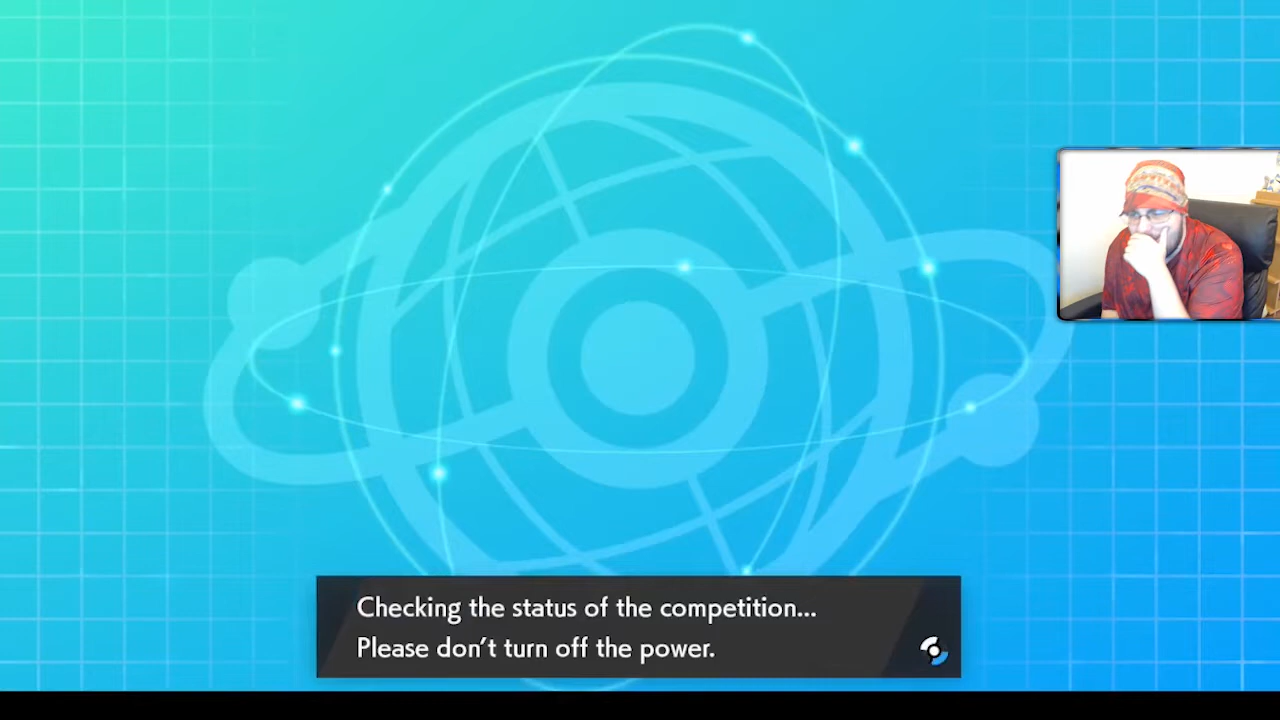 Checking the status of the competition...
Please don't turn off the power.